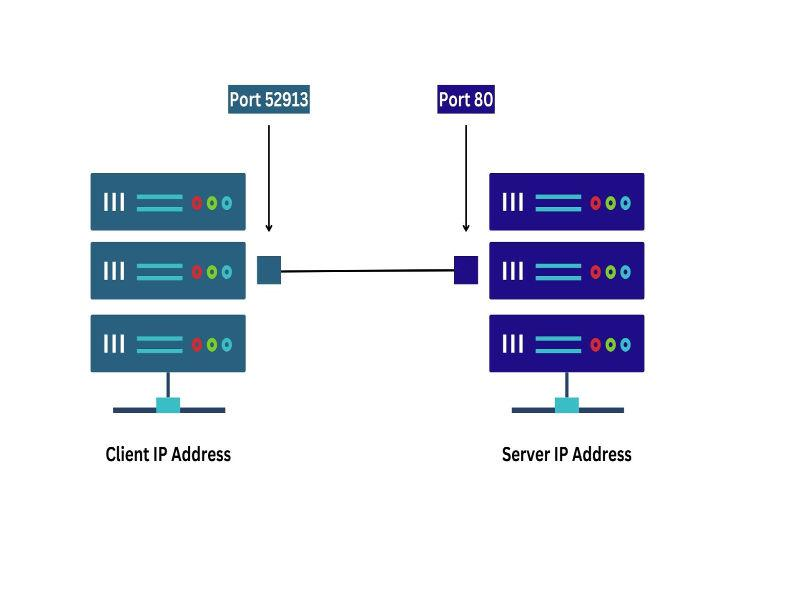 Port 52913
Port 80
Client IP Address
Server IP Address